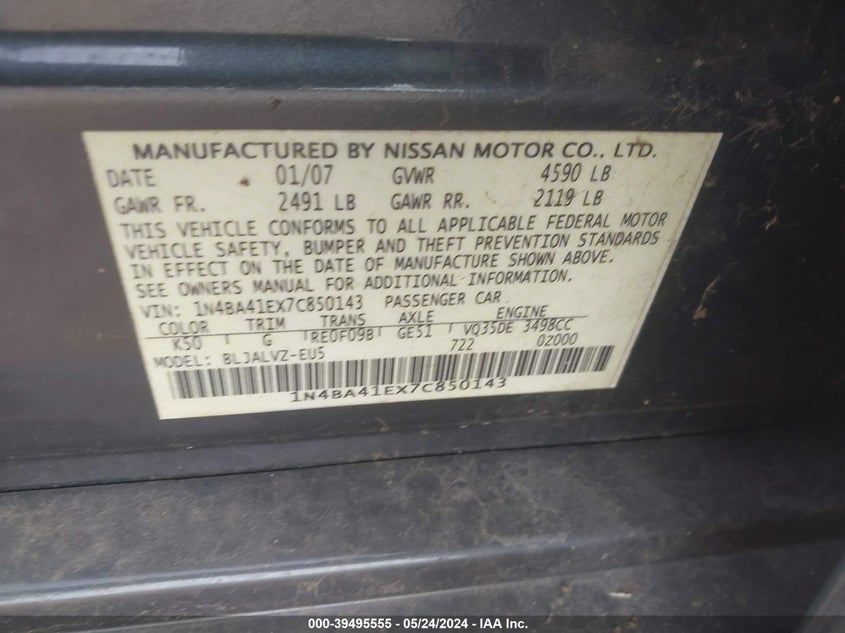 MANUFACTURED BY NISSAN MOTOR CO., LTD.
DATE 01/07 GVWR 4590 LB
GAWR FR. 2491 LB GAWR RR. 2119 LB
THIS VEHICLE CONFORMS TO ALL APPLICABLE FEDERAL MOTOR
VEHICLE SAFETY, BUMPER AND THEFT PREVENTION STANDARDS
IN EFFECT ON THE DATE OF MANUFACTURE SHOWN ABOVE.
SEE OWNERS MANUAL FOR ADDITIONAL INFORMATION.
VIN: 1N4BA41EX7C850143 PASSENGER CAR
COLOR TRIM TRANS AXLE ENGINE
K50 G RE0F09B GE51 VQ35DE 3498CC
MODEL: BLJALVZ-EU5 722 0Z000
1N4BA41EX7C850143
000-39495555 - 05/24/2024 - IAA Inc.